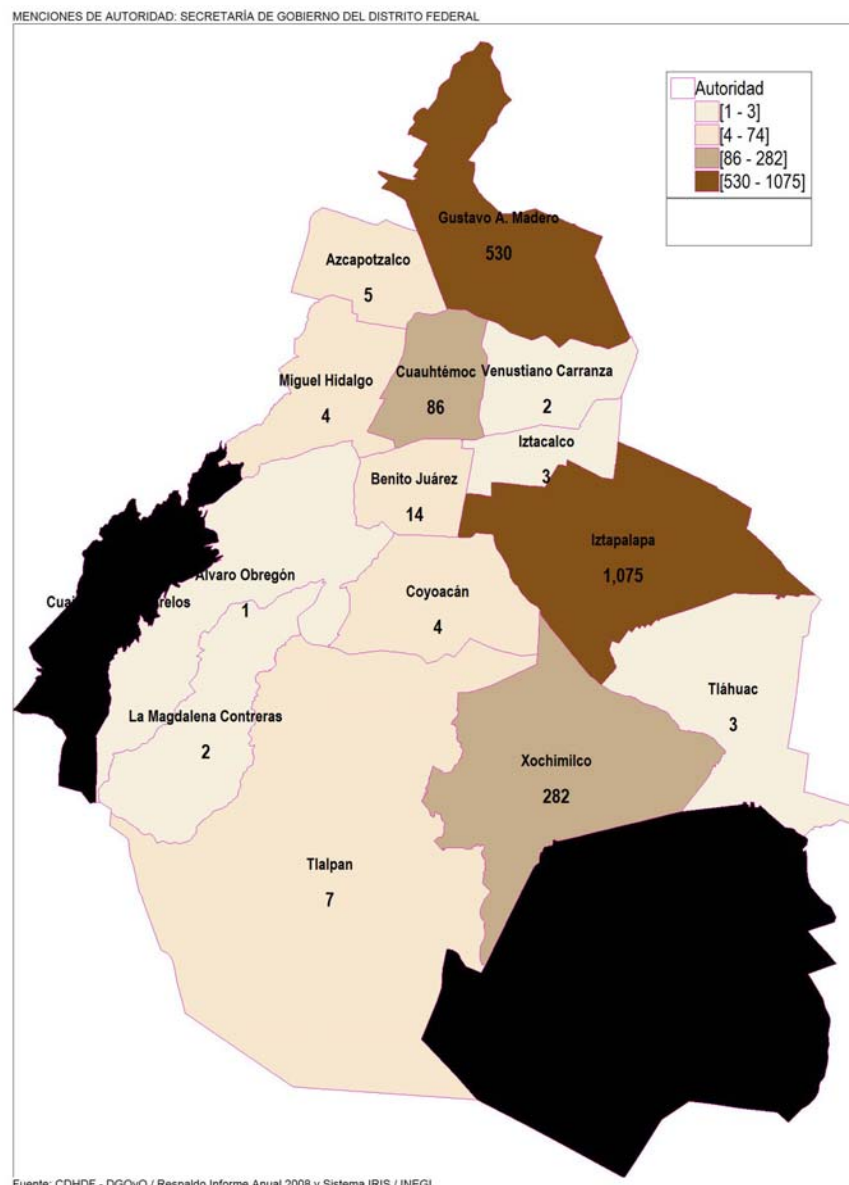 MENCIONES DE AUTORIDAD: SECRETARÍA DE GOBIERNO DEL DISTRITO FEDERAL
Autoridad
[1 - 3]
[4 - 74]
[86 - 282]
[530 - 1075]
Gustavo A. Madero
530
Azcapotzalco
5
Miguel Hidalgo
4
Cuauhtémoc
86
Venustiano Carranza
2
Iztacalco
3
Benito Juárez
14
Iztapalapa
1,075
Alvaro Obregón
1
Coyoacán
4
Tláhuac
3
La Magdalena Contreras
2
Xochimilco
282
Tlalpan
7
Fuente: CDHDF - DGQyO / Respaldo Informe Anual 2008 y Sistema IRIS / INEGI